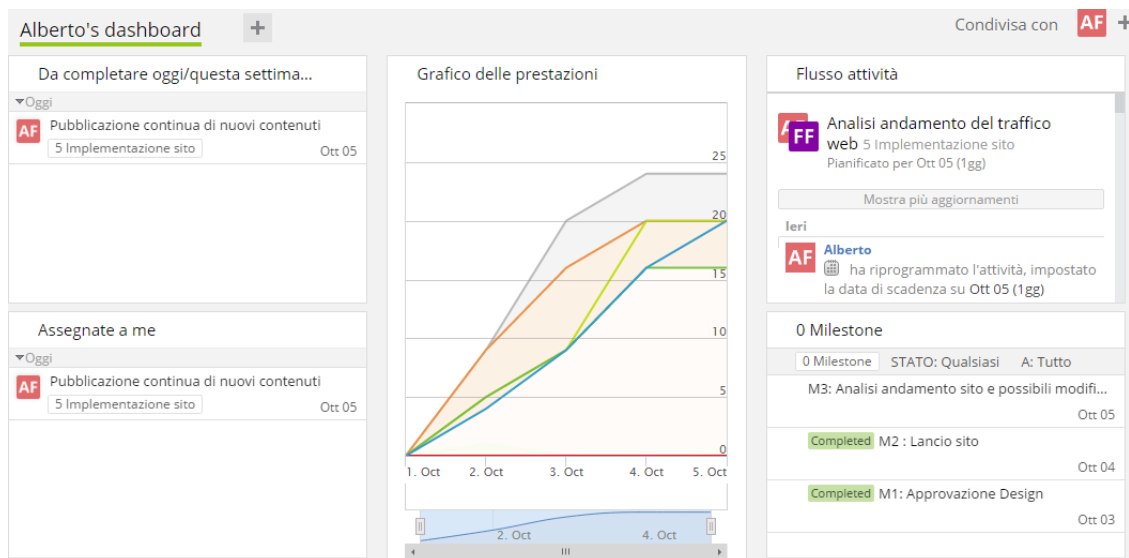 Alberto's dashboard
+
Condivisa con AF +
Da completare oggi/questa settima...
Oggi
AF Pubblicazione continua di nuovi contenuti
5 Implementazione sito
Ott 05
Assegnate a me
Oggi
AF Pubblicazione continua di nuovi contenuti
5 Implementazione sito
Ott 05
Grafico delle prestazioni
25
20
15
10
5
0
1. Oct 2. Oct 3. Oct 4. Oct 5. Oct
2. Oct 4. Oct
Flusso attività
FF Analisi andamento del traffico
web 5 Implementazione sito
Pianificato per Ott 05 (1gg)
Mostra più aggiornamenti
Ieri
AF Alberto
ha riprogrammato l'attività, impostato
la data di scadenza su Ott 05 (1gg)
0 Milestone
0 Milestone STATO: Qualsiasi A: Tutto
M3: Analisi andamento sito e possibili modifi...
Ott 05
Completed M2 : Lancio sito
Ott 04
Completed M1: Approvazione Design
Ott 03